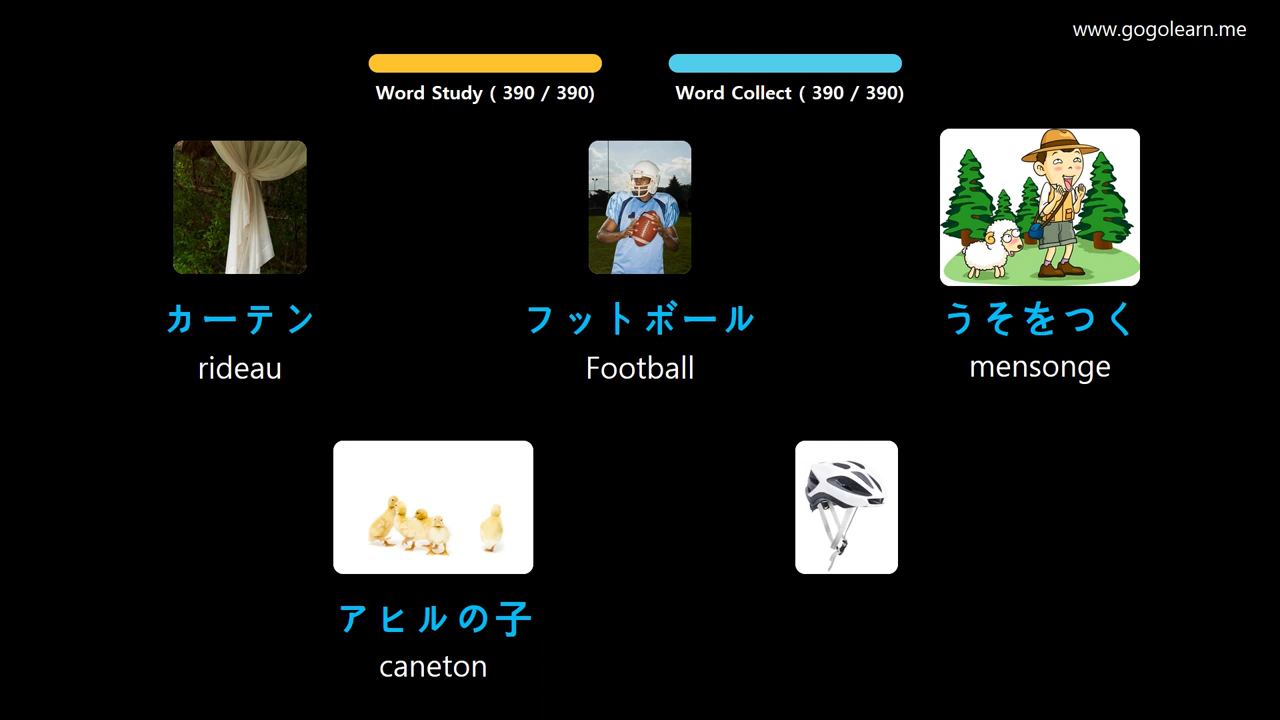 www.gogolearn.me
Word Study ( 390 / 390)
Word Collect ( 390 / 390)
カーテン
rideau
フットボール
Football
うそをつく
mensonge
アヒルの子
caneton